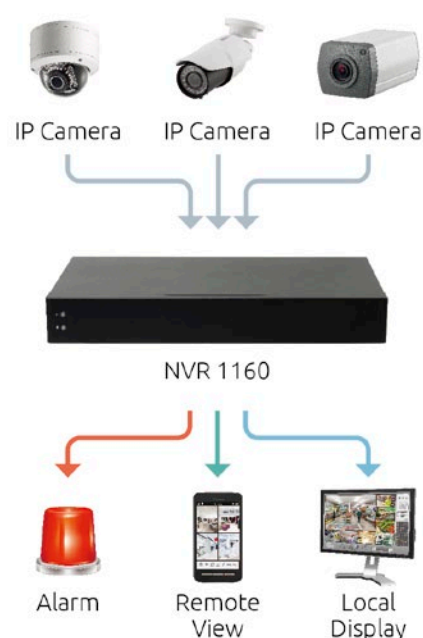 IP Camera IP Camera IP Camera
NVR 1160
Alarm Remote Local
View Display